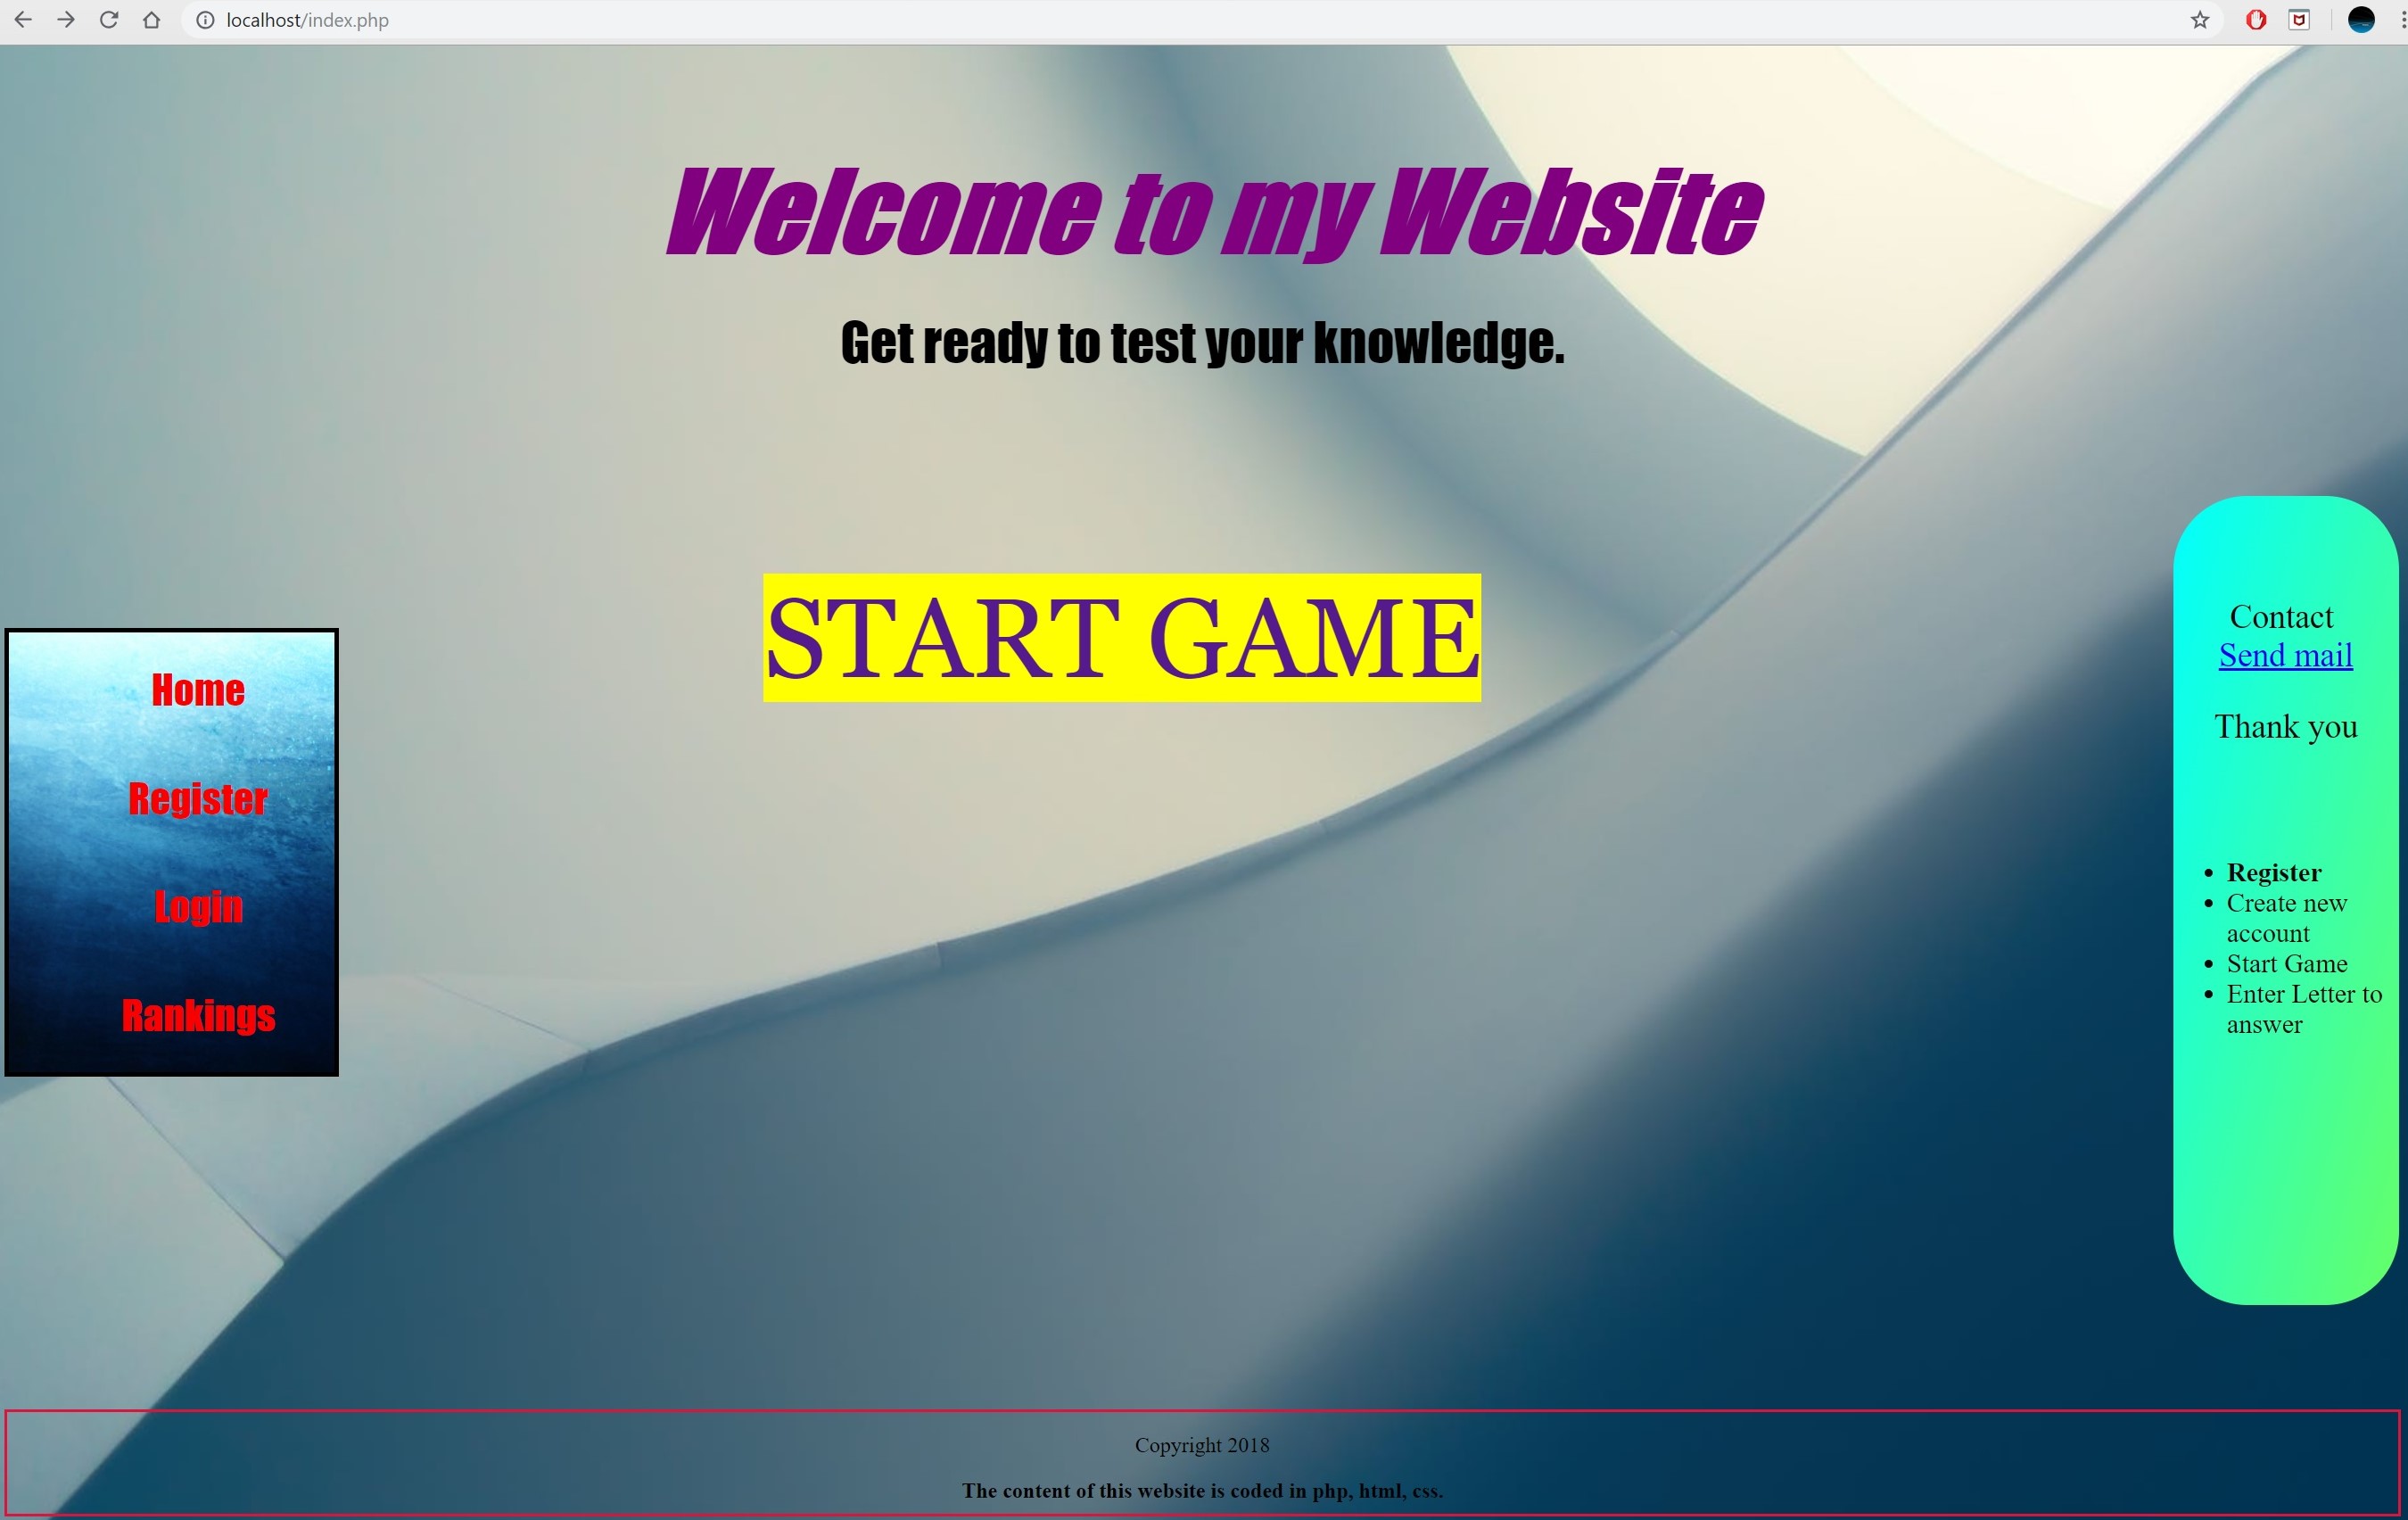 localhost/index.php
Welcome to my Website
Get ready to test your knowledge.
START GAME
Home
Register
Login
Rankings
Contact
Send mail
Thank you
Register
Create new
account
Start Game
Enter Letter to
answer
Copyright 2018
The content of this website is coded in php, html, css.